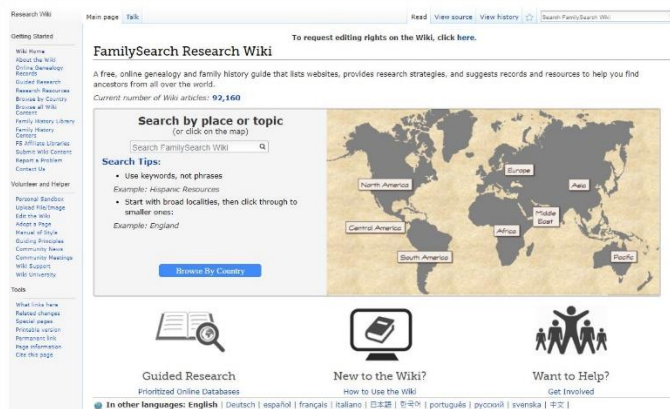 Research Wiki
Main page Talk
Read View source View history
Search FamilySearch Wiki
Getting Started
Wiki Home
About the Wiki
Online Genealogy
Records
Guided Research
Research Resources
Browse by Country
Browse all Wiki
Content
Family History Library
Family History
Centers
FS Affiliate Libraries
Submit Wiki Content
Report a Problem
Contact Us
Volunteer and Helper
Personal Sandbox
Upload File/Image
Edit the Wiki
Adopt a Page
Manual of Style
Guiding Principles
Community News
Community Meetings
Wiki Support
Wiki University
Tools
What links here
Related changes
Special pages
Printable version
Permanent link
Page information
Cite this page
To request editing rights on the Wiki, click here.
FamilySearch Research Wiki
A free, online genealogy and family history guide that lists websites, provides research strategies, and suggests records and resources to help you find
ancestors from all over the world.
Current number of Wiki articles: 92,160
Search by place or topic
(or click on the map)
Search FamilySearch Wiki
Search Tips:
• Use keywords, not phrases
Example: Hispanic Resources
• Start with broad localities, then click through to
smaller ones:
Example: England
Browse By Country
North America
Europe
Asia
Middle
East
Central America
Africa
South America
Pacific
Guided Research
Prioritized Online Databases
New to the Wiki?
How to Use the Wiki
Want to Help?
Get Involved
In other languages: English | Deutsch | español | français | italiano | 日本語 | 한국어 | português | русский | svenska | 中文 |